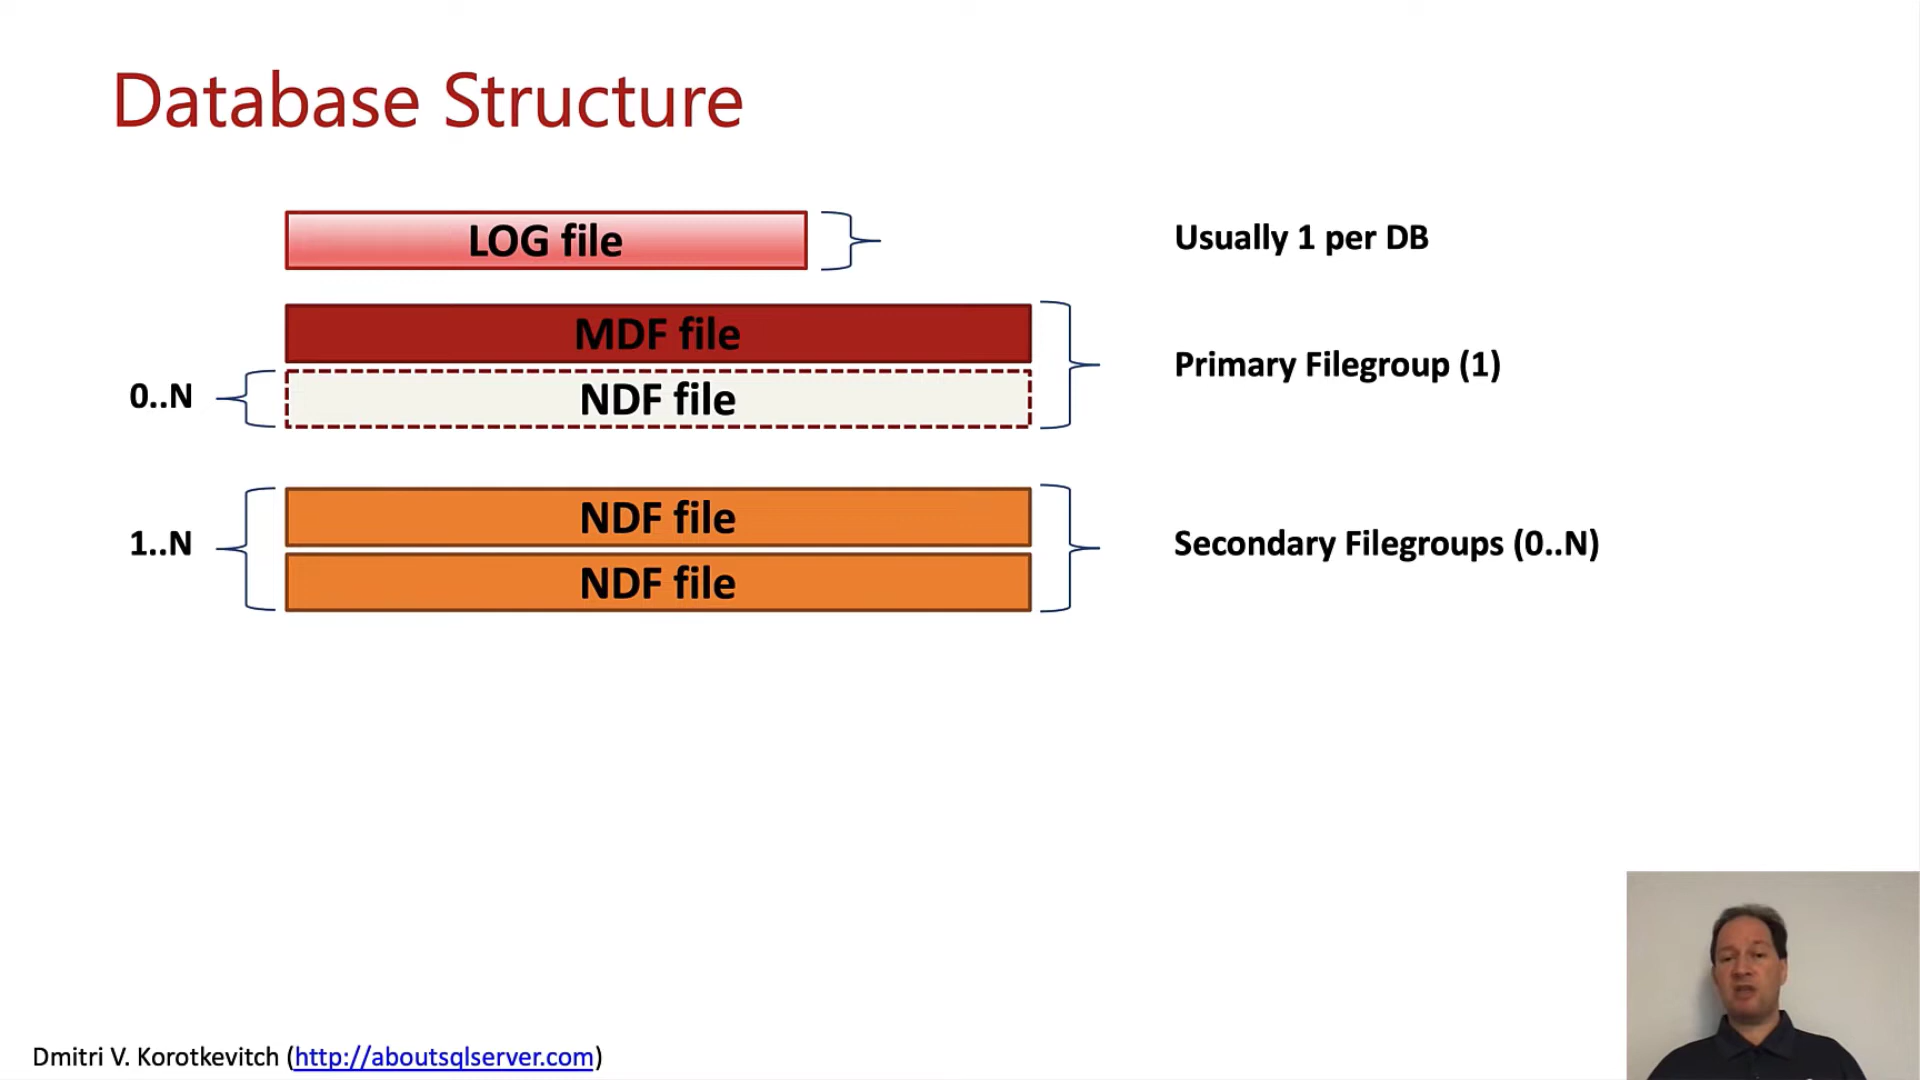 Database Structure
LOG file
Usually 1 per DB
MDF file
Primary Filegroup (1)
0..N
NDF file
NDF file
1..N
Secondary Filegroups (0..N)
NDF file
Dmitri V. Korotkevitch (http://aboutsqlserver.com)